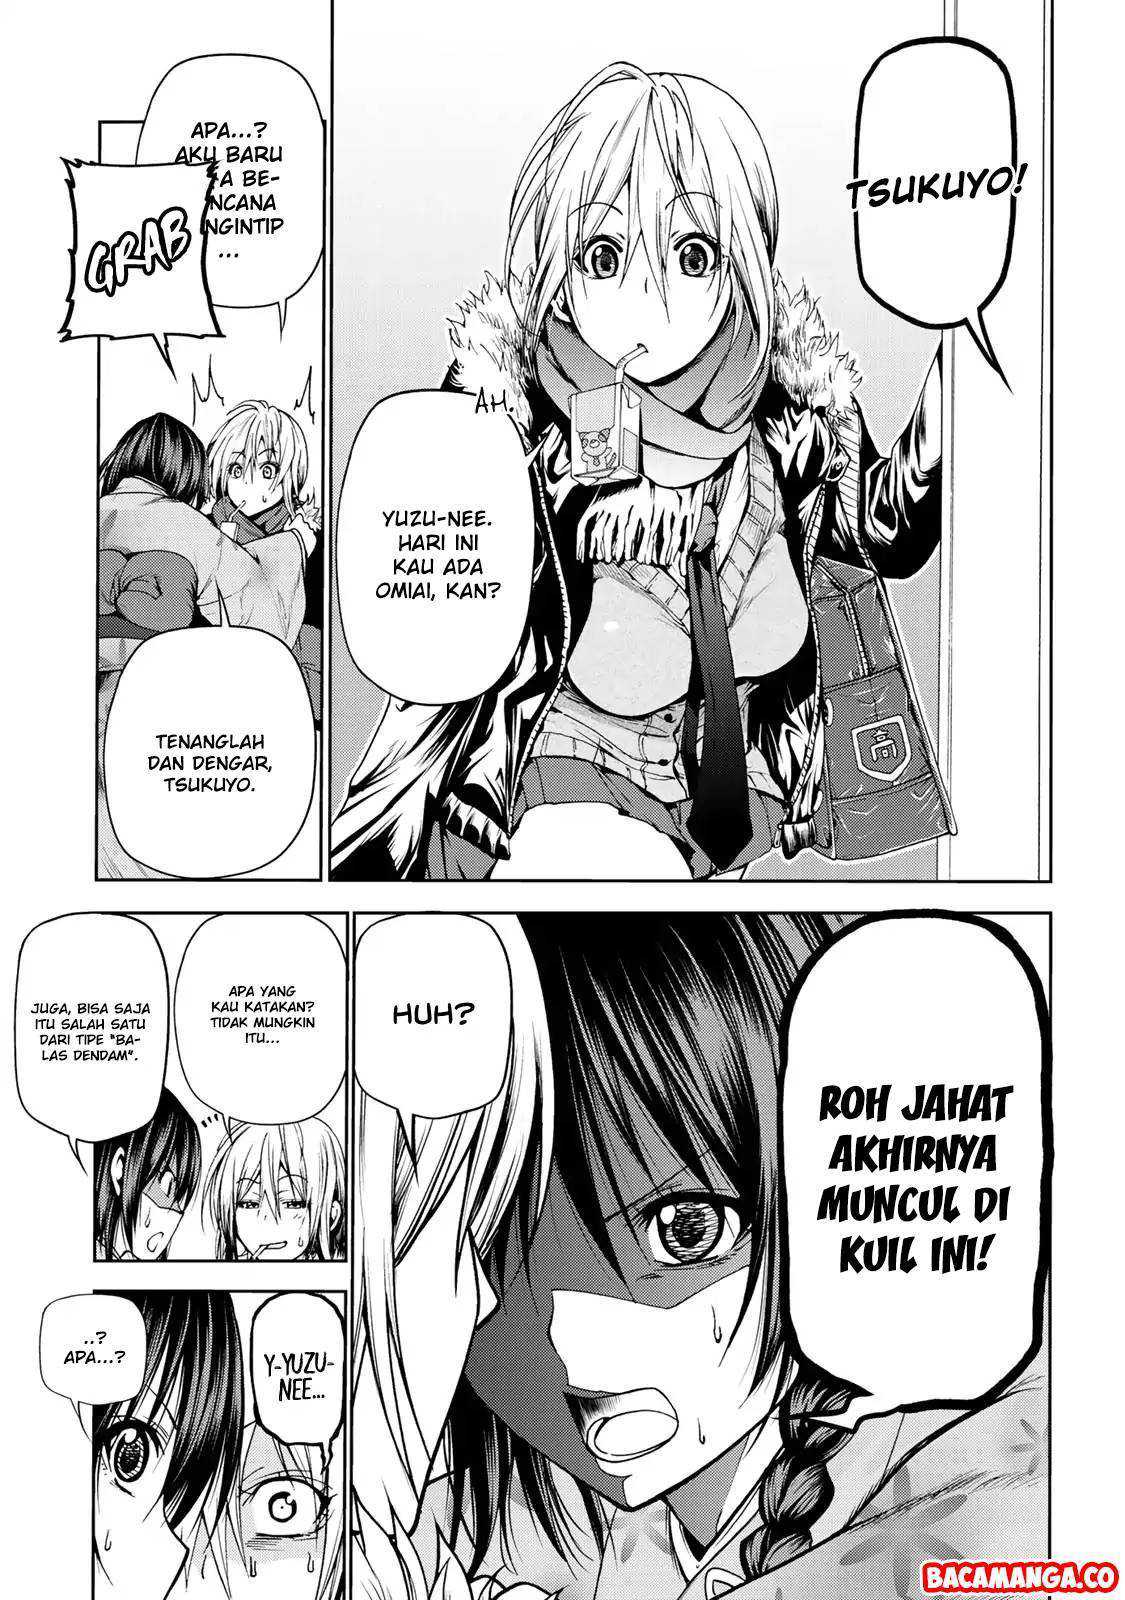 TSUKUYO!
AH.
YUZU-NEE.
HARI INI
KAU ADA
OMIAI, KAN?
高
APA...?
AKU BARU
A BE-
NCANA
NGINTIP
...
GRAB
TENANGLAH
DAN DENGAR,
TSUKUYO.
ROH JAHAT
AKHIRNYA
MUNCUL DI
KUIL INI!
HUH?
APA YANG
KAU KATAKAN?
TIDAK MUNGKIN
ITU...
JUGA, BISA SAJA
ITU SALAH SATU
DARI TIPE "BA-
LAS DENDAM".
Y-YUZU-
NEE...
..?
APA...?
BACAMANGA.CO